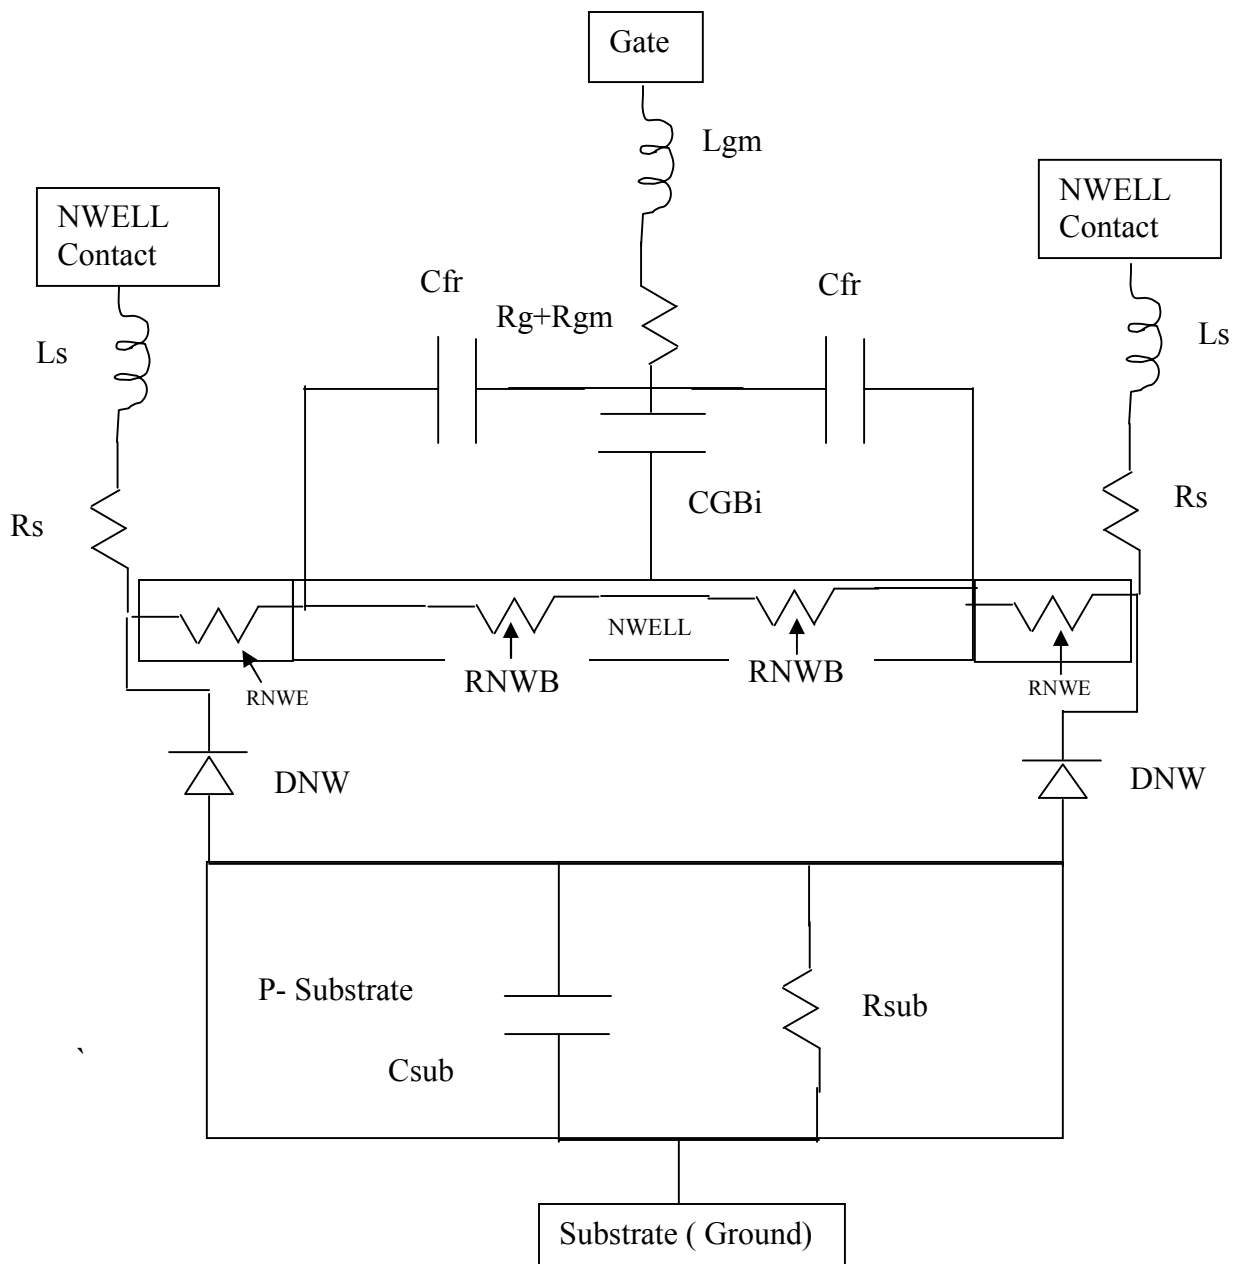 Gate
Lgm
NWELL
Contact
NWELL
Contact
Cfr
Cfr
Rg+Rgm
Ls
Ls
CGBi
Rs
Rs
NWELL
RNWB
RNWB
RNWE
RNWE
DNW
DNW
P- Substrate
Rsub
`
Csub
Substrate ( Ground)